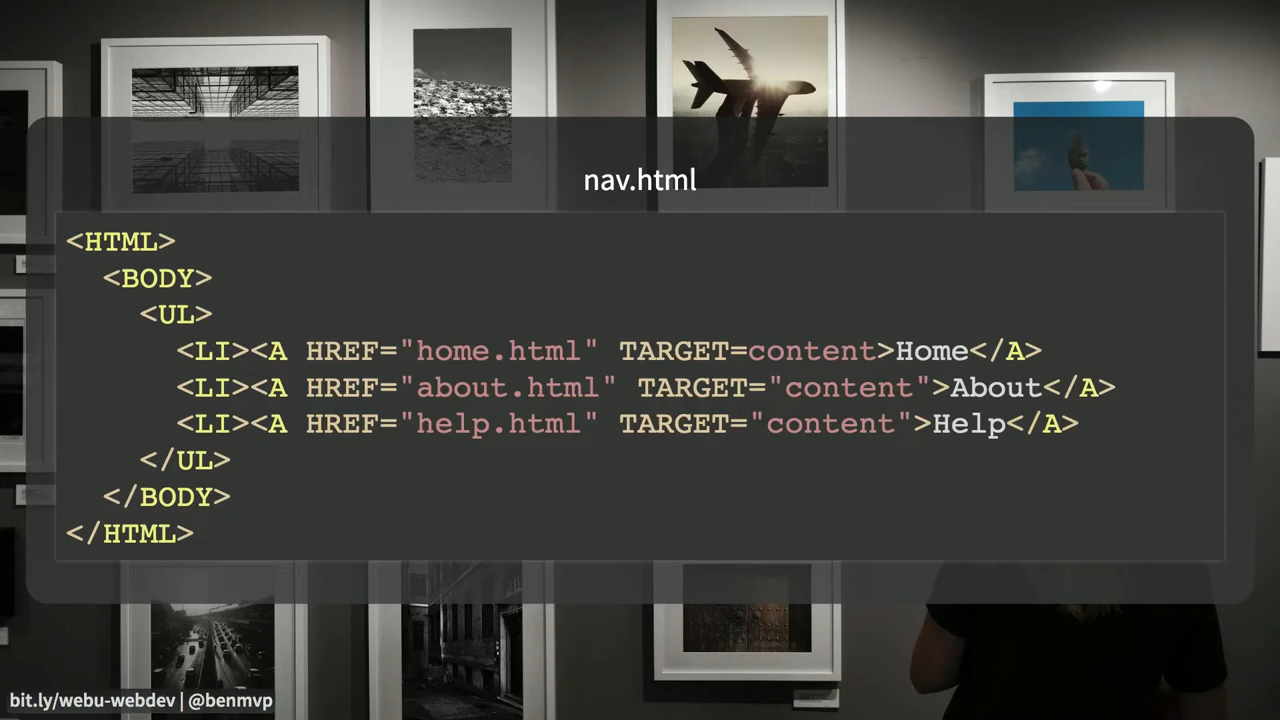 nav.html
<HTML>
  <BODY>
    <UL>
      <LI><A HREF="home.html" TARGET=content>Home</A>
      <LI><A HREF="about.html" TARGET="content">About</A>
      <LI><A HREF="help.html" TARGET="content">Help</A>
    </UL>
  </BODY>
</HTML>
bit.ly/webu-webdev | @benmvp